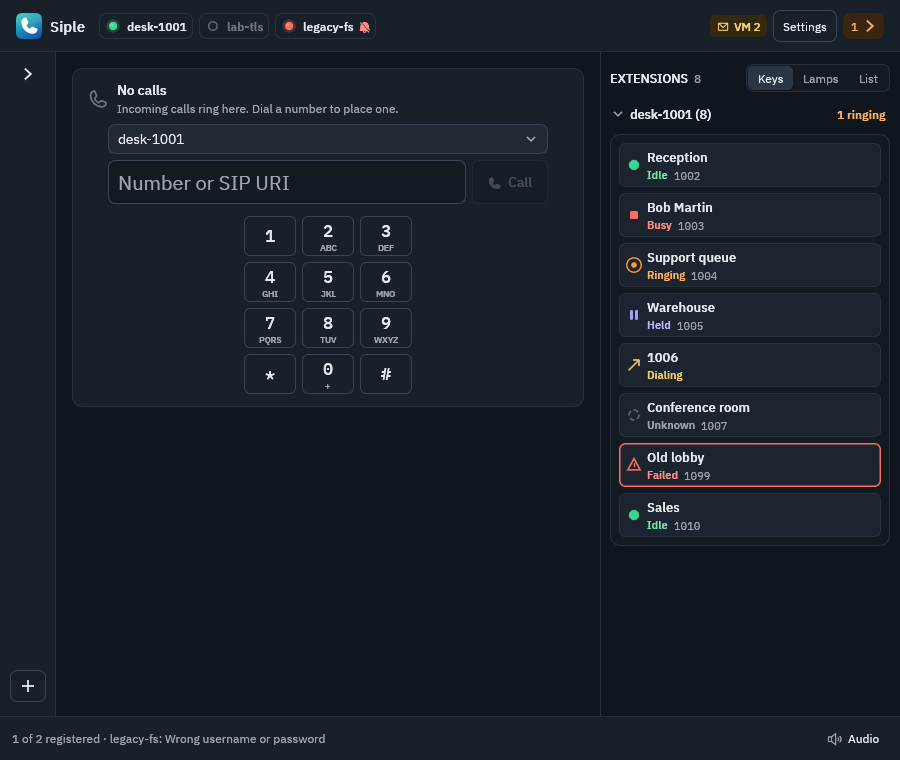 Siple
desk-1001
lab-tls
legacy-fs
VM 2
Settings
1
No calls
Incoming calls ring here. Dial a number to place one.
desk-1001
Number or SIP URI
Call
1
2
ABC
3
DEF
4
GHI
5
JKL
6
MNO
7
PQRS
8
TUV
9
WXYZ
*
0
+
#
EXTENSIONS 8
Keys
Lamps
List
desk-1001 (8)
1 ringing
Reception
Idle 1002
Bob Martin
Busy 1003
Support queue
Ringing 1004
Warehouse
Held 1005
1006
Dialing
Conference room
Unknown 1007
Old lobby
Failed 1099
Sales
Idle 1010
1 of 2 registered · legacy-fs: Wrong username or password
Audio